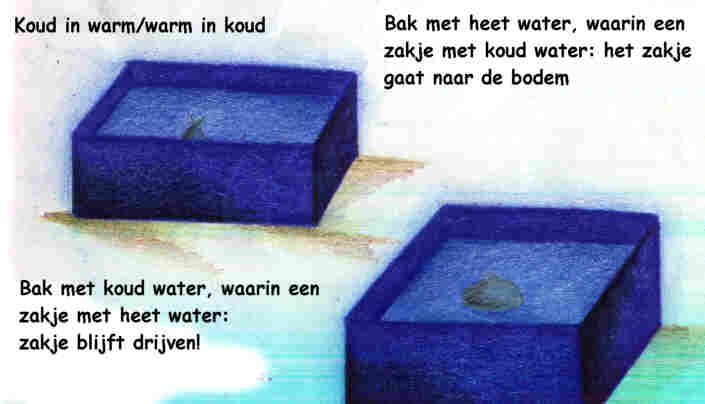 Koud in warm/warm in koud
Bak met heet water, waarin een
zakje met koud water: het zakje
gaat naar de bodem
Bak met koud water, waarin een
zakje met heet water:
zakje blijft drijven!